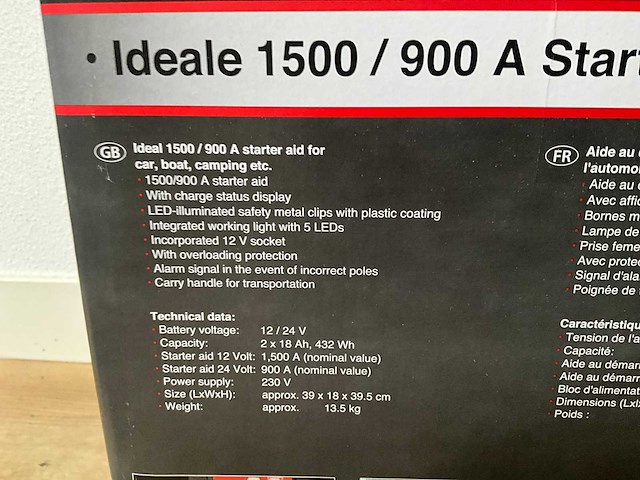 · Ideale 1500 / 900 A Start
GB Ideal 1500 / 900 A starter aid for
car, boat, camping etc.
· 1500/900 A starter aid
· With charge status display
· LED-illuminated safety metal clips with plastic coating
· Integrated working light with 5 LEDs
· Incorporated 12 V socket
· With overloading protection
· Alarm signal in the event of incorrect poles
· Carry handle for transportation
Technical data:
· Battery voltage: 12 / 24 V
· Capacity: 2 x 18 Ah, 432 Wh
· Starter aid 12 Volt: 1,500 A (nominal value)
· Starter aid 24 Volt: 900 A (nominal value)
· Power supply: 230 V
· Size (LxWxH): approx. 39 x 18 x 39.5 cm
· Weight: approx. 13.5 kg
FR Aide au
l'automo
· Aide au
· Avec affi
· Bornes m
· Lampe de
· Prise feme
· Avec prote
· Signal d'ala
· Poignée de
Caractéristiqu
· Tension de l'a
· Capacité:
· Aide au démarr
· Aide au démarr
· Bloc d'alimentat
· Dimensions (Lxlx
· Poids :